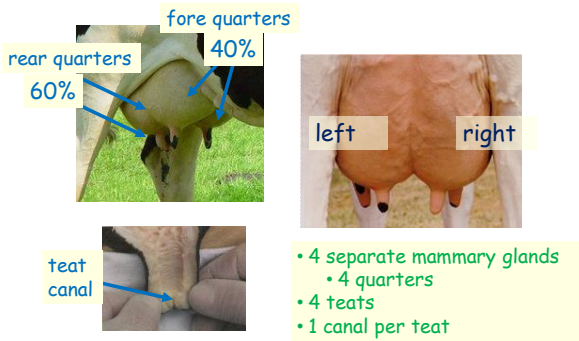 fore quarters
40%
rear quarters
60%
left
right
teat
canal
• 4 separate mammary glands
• 4 quarters
• 4 teats
• 1 canal per teat